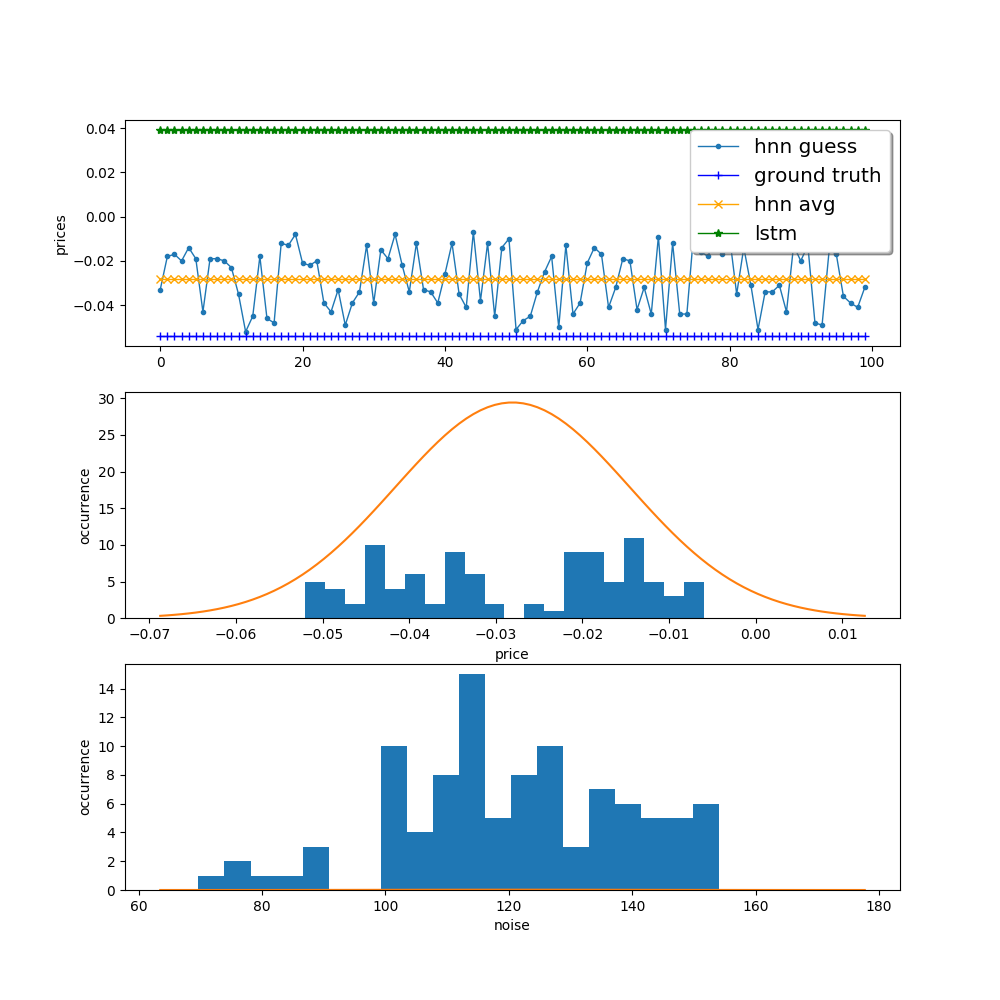 0.04
0.02
0.00
−0.02
−0.04
prices
hnn guess
ground truth
hnn avg
lstm
0 20 40 60 80 100
30
25
20
15
10
5
0
occurrence
−0.07 −0.06 −0.05 −0.04 −0.03 −0.02 −0.01 0.00 0.01
price
14
12
10
8
6
4
2
0
occurrence
60 80 100 120 140 160 180
noise